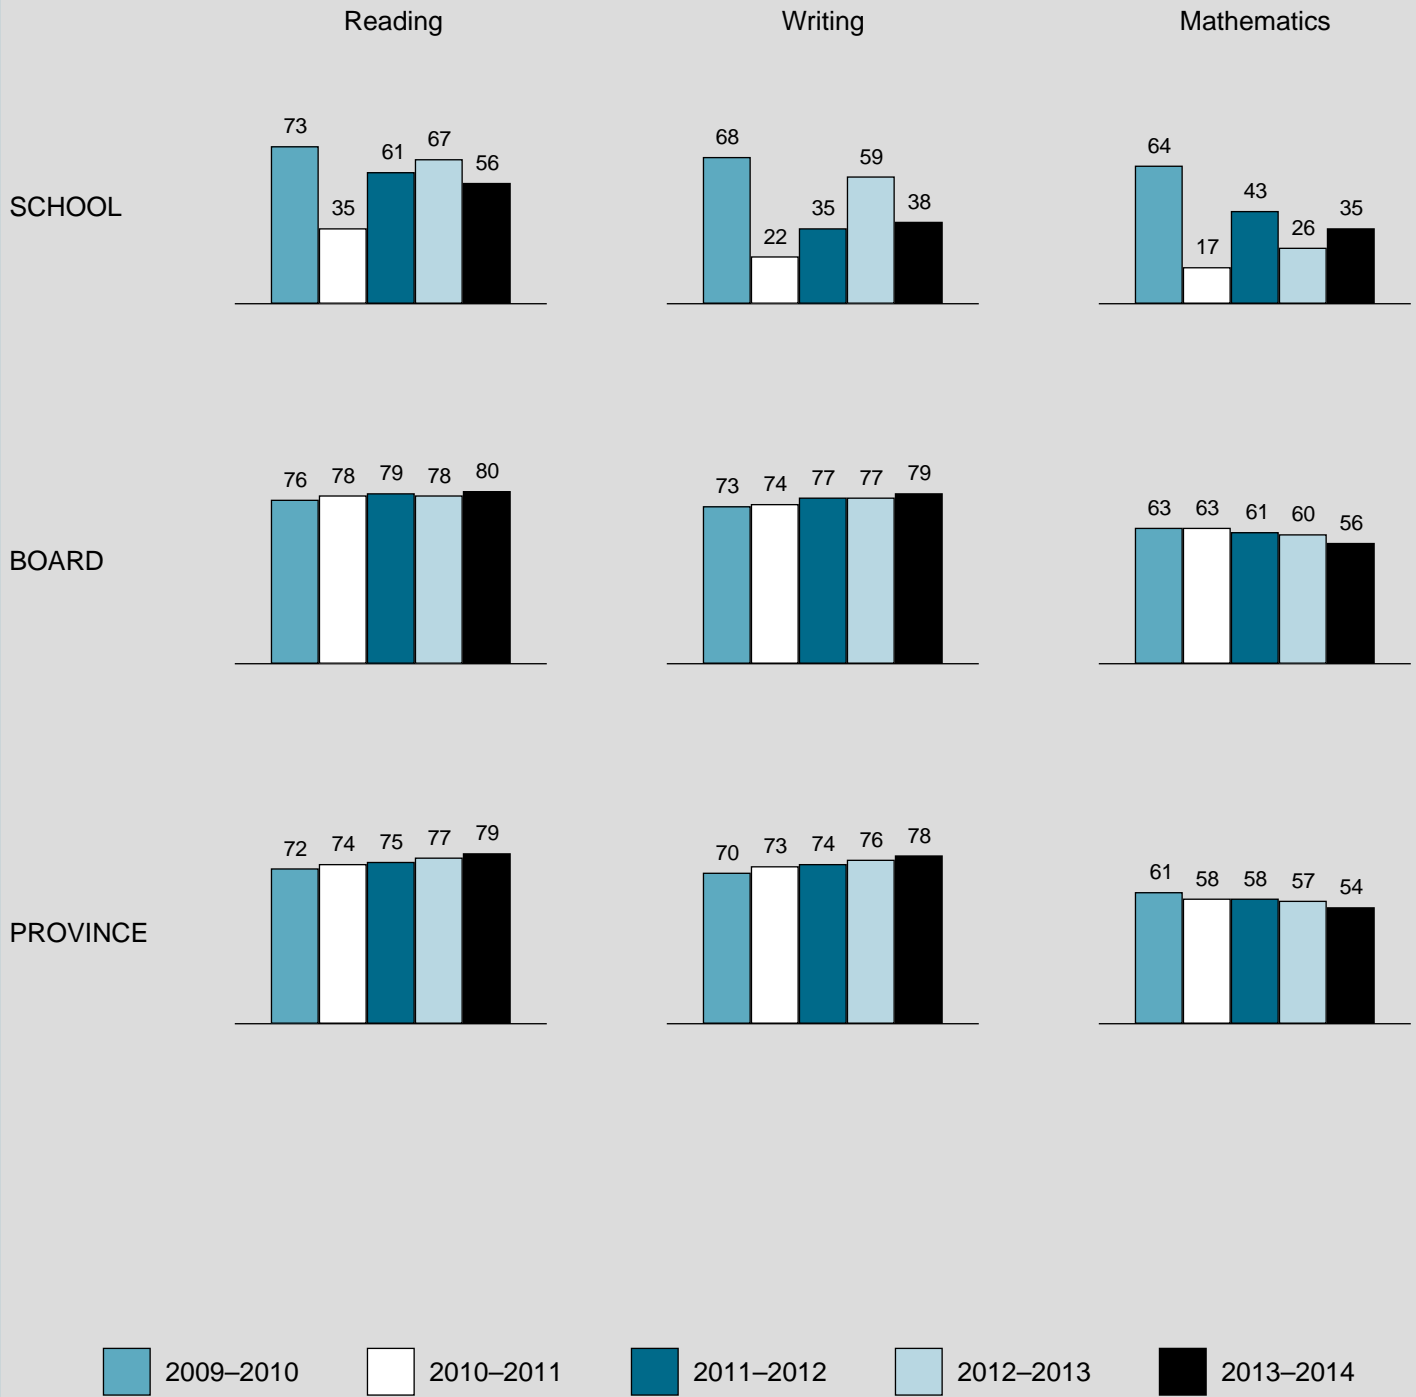 Reading Writing Mathematics
SCHOOL
73 35 61 67 56
68 22 35 59 38
64 17 43 26 35
BOARD
76 78 79 78 80
73 74 77 77 79
63 63 61 60 56
PROVINCE
72 74 75 77 79
70 73 74 76 78
61 58 58 57 54
2009–2010 2010–2011 2011–2012 2012–2013 2013–2014